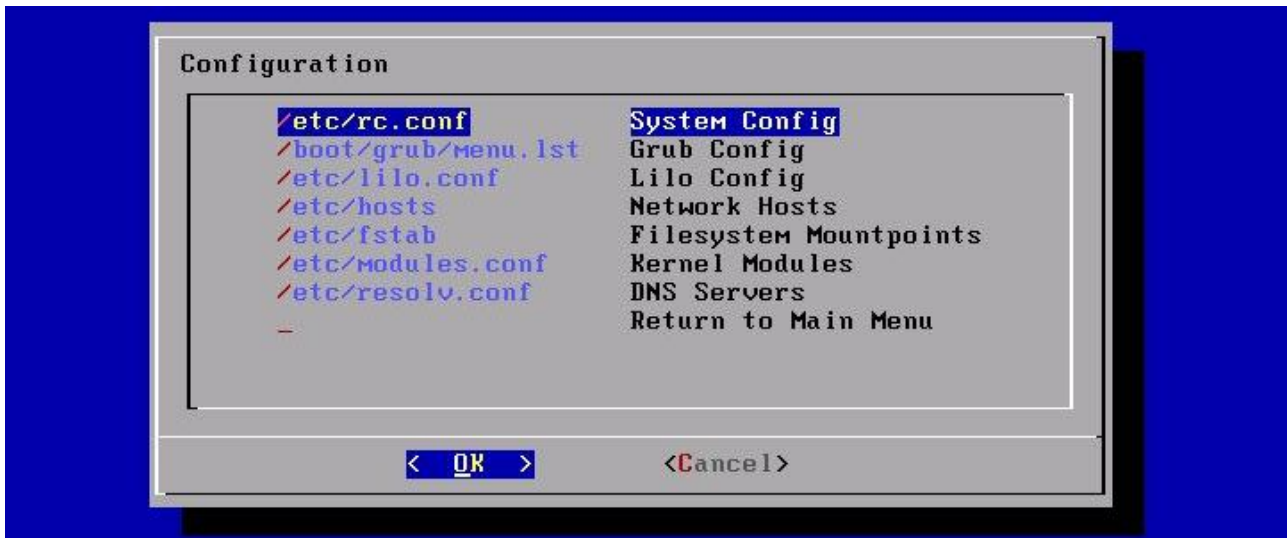 Configuration
/etc/rc.conf System Config
/boot/grub/menu.lst Grub Config
/etc/lilo.conf Lilo Config
/etc/hosts Network Hosts
/etc/fstab Filesystem Mountpoints
/etc/modules.conf Kernel Modules
/etc/resolv.conf DNS Servers
_ Return to Main Menu
< OK > <Cancel>